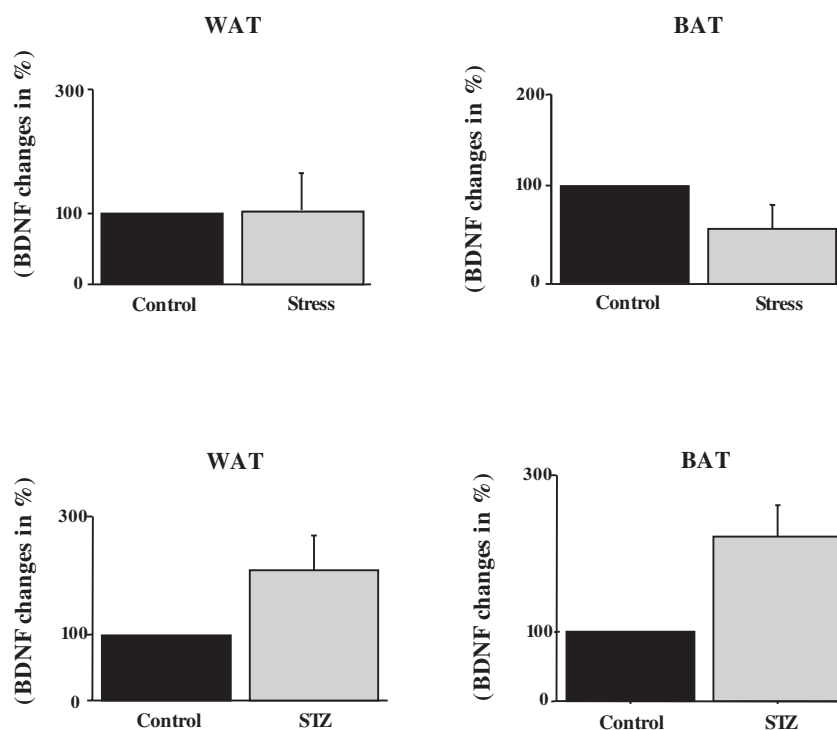 WAT
(BDNF changes in %)
300
100
0
Control Stress
BAT
(BDNF changes in %)
200
100
0
Control Stress
WAT
(BDNF changes in %)
300
100
0
Control STZ
BAT
(BDNF changes in %)
300
100
0
Control STZ